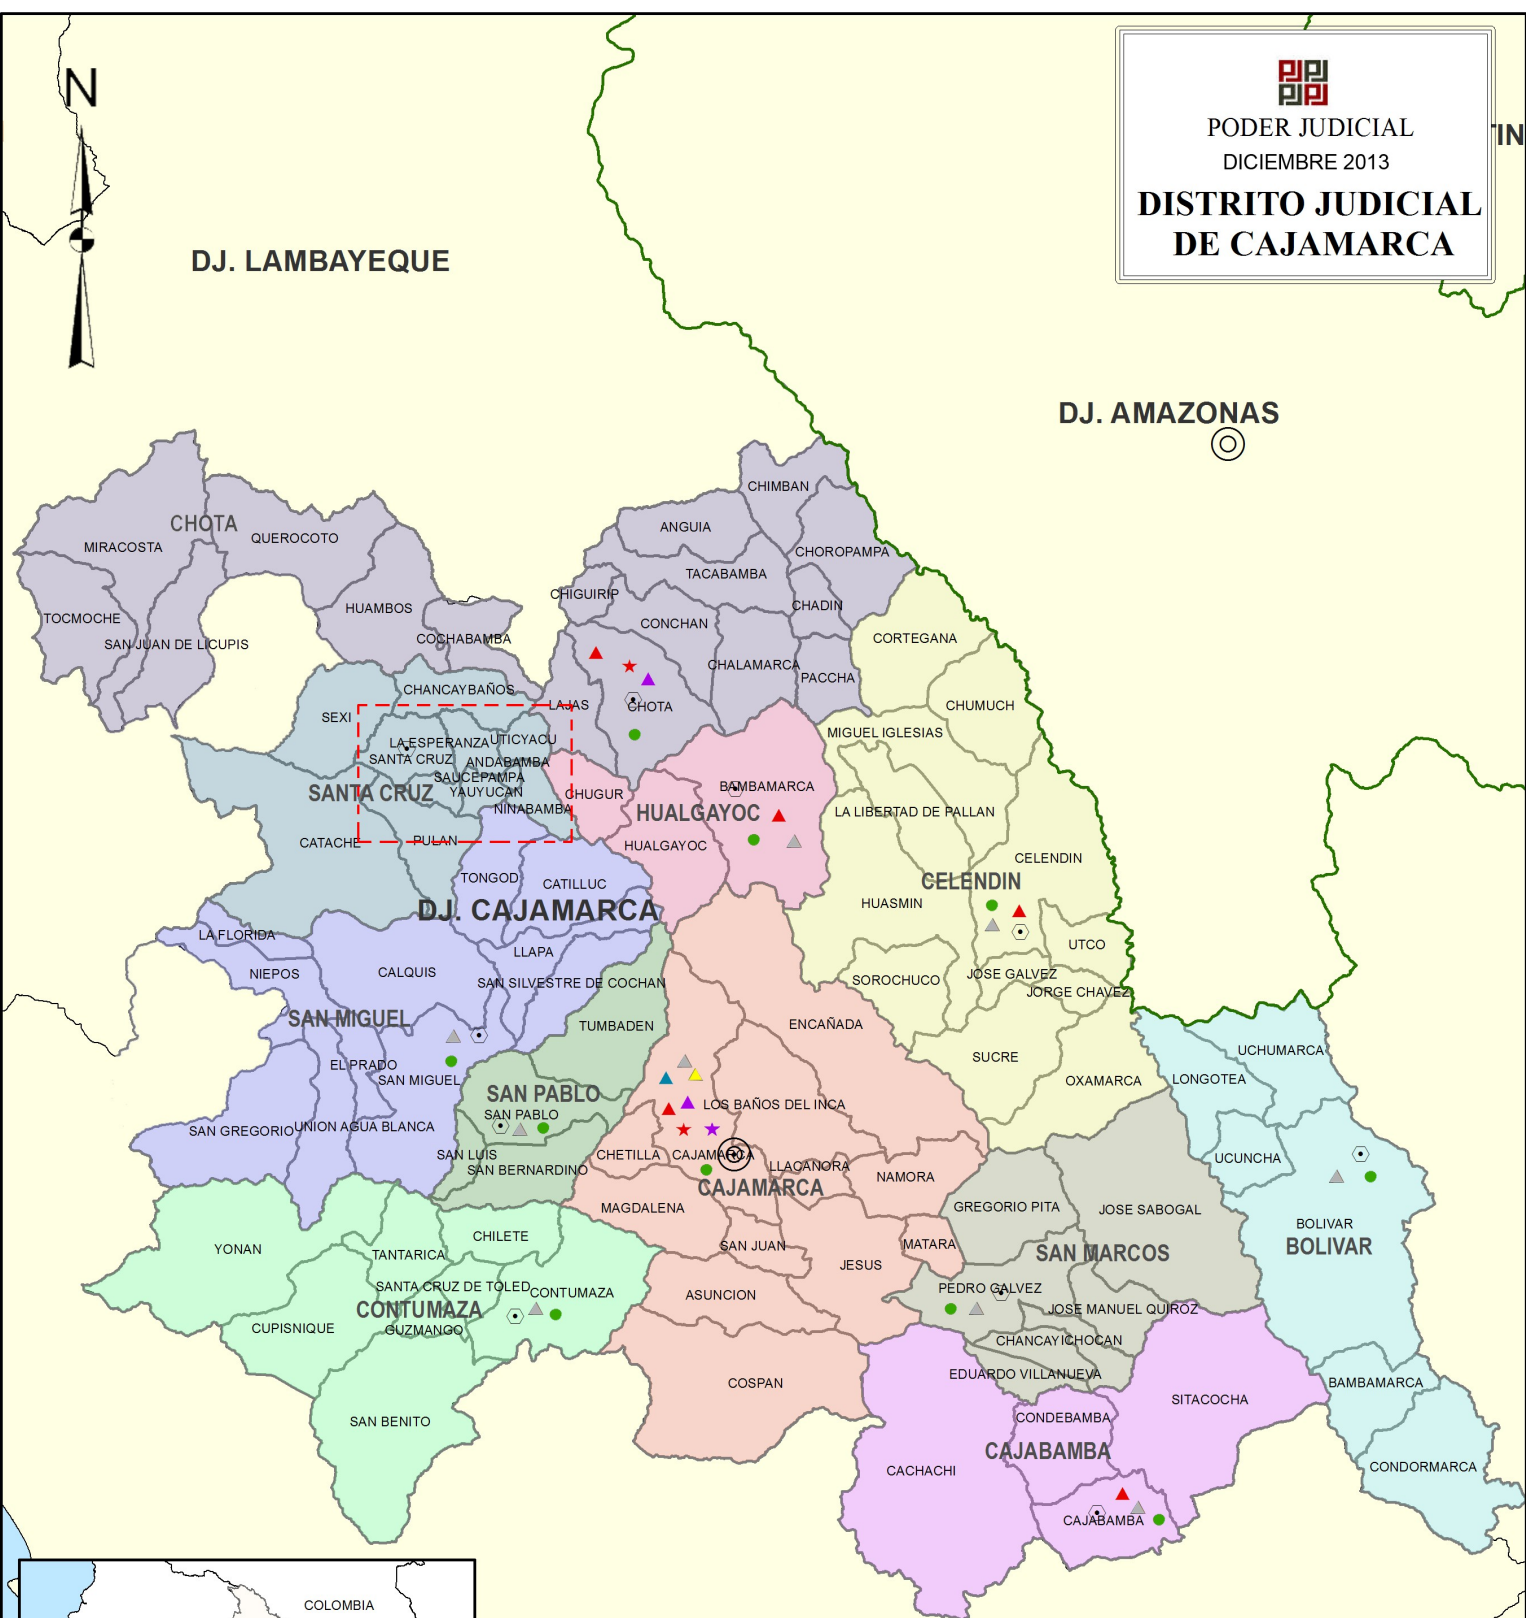 N
PJPJ
PJPJ
PODER JUDICIAL
DICIEMBRE 2013
DISTRITO JUDICIAL
DE CAJAMARCA
TIN
DJ. LAMBAYEQUE
DJ. AMAZONAS
CHIMBAN
CHOTA
ANGUIA
QUEROCOTO
MIRACOSTA
CHOROPAMPA
TACABAMBA
CHIGUIRIP
CHADIN
HUAMBOS
TOCMOCHE
CONCHAN
COCHABAMBA
CORTEGANA
SAN JUAN DE LICUPIS
CHALAMARCA
PACCHA
CHANCAYBAÑOS
LAJAS
CHOTA
CHUMUCH
SEXI
MIGUEL IGLESIAS
LA ESPERANZA
UTICYACU
SANTA CRUZ
ANDABAMBA
SAUCEPAMPA
BAMBAMARCA
SANTA CRUZ
YAUYUCAN
CHUGUR
NINABAMBA
HUALGAYOC
LA LIBERTAD DE PALLAN
CATACHE
PULAN
HUALGAYOC
CELENDIN
TONGOD
CATILLUC
CELENDIN
HUASMIN
DJ. CAJAMARCA
LA FLORIDA
UTCO
LLAPA
NIEPOS
CALQUIS
JOSE GALVEZ
SAN SILVESTRE DE COCHAN
SOROCHUCO
JORGE CHAVEZ
SAN MIGUEL
TUMBADEN
ENCAÑADA
UCHUMARCA
SUCRE
EL PRADO
SAN MIGUEL
LONGOTEA
OXAMARCA
SAN PABLO
LOS BAÑOS DEL INCA
SAN PABLO
SAN GREGORIO
UNION AGUA BLANCA
SAN LUIS
CHETILLA
CAJAMARCA
UCUNCHA
LLACANORA
SAN BERNARDINO
NAMORA
CAJAMARCA
MAGDALENA
GREGORIO PITA
JOSE SABOGAL
BOLIVAR
CHILETE
SAN JUAN
MATARA
BOLIVAR
YONAN
TANTARICA
SAN MARCOS
JESUS
SANTA CRUZ DE TOLED
CONTUMAZA
ASUNCION
PEDRO GALVEZ
CONTUMAZA
JOSE MANUEL QUIROZ
CUPISNIQUE
GUZMANGO
CHANCAY
ICHOCAN
EDUARDO VILLANUEVA
COSPAN
BAMBAMARCA
SITACOCHA
SAN BENITO
CONDEBAMBA
CAJABAMBA
CACHACHI
CONDORMARCA
CAJABAMBA
COLOMBIA